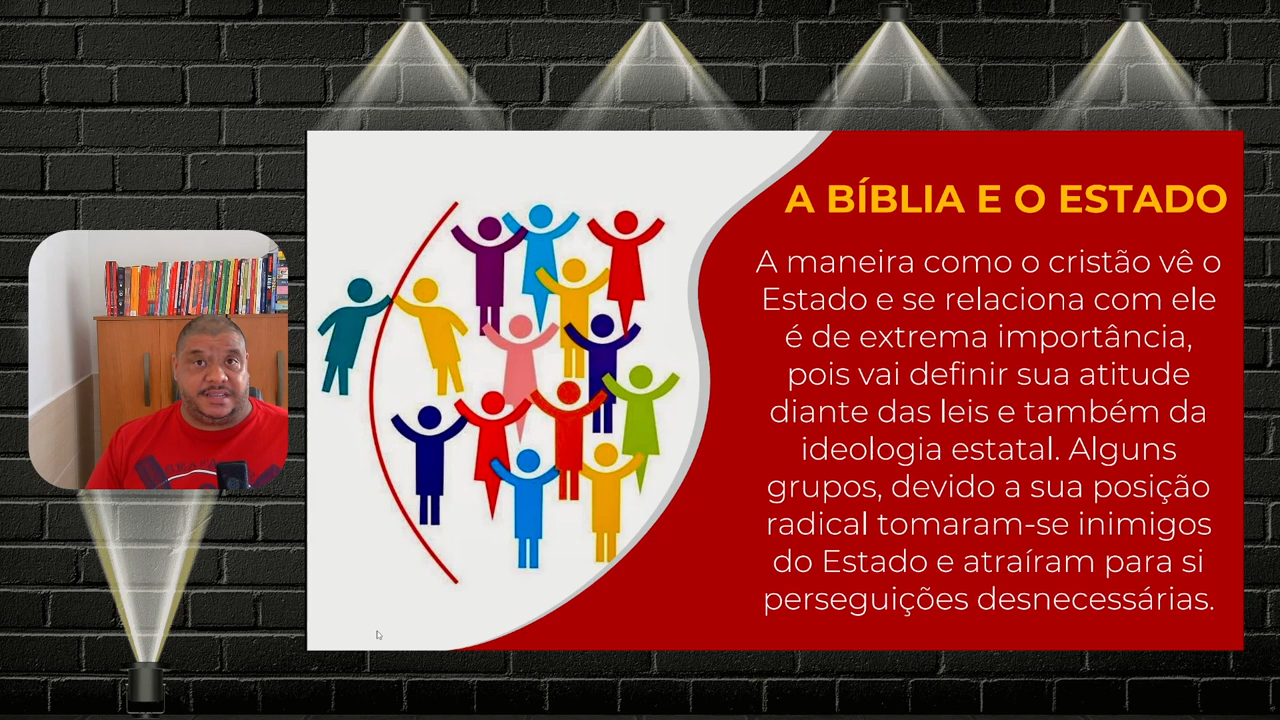 A BÍBLIA E O ESTADO
A maneira como o cristão vê o
Estado e se relaciona com ele
é de extrema importância,
pois vai definir sua atitude
diante das leis e também da
ideologia estatal. Alguns
grupos, devido a sua posição
radical tomaram-se inimigos
do Estado e atraíram para si
perseguições desnecessárias.